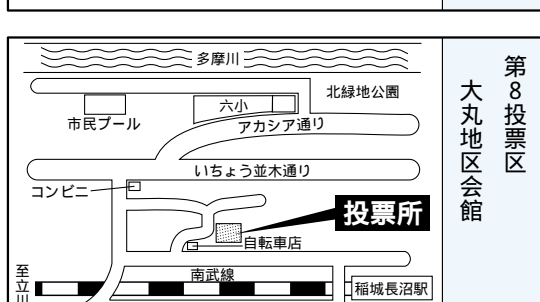 第8投票区
大丸地区会館
多摩川
北緑地公園
六小
市民プール
アカシア通り
いちょう並木通り
コンビニ
投票所
自転車店
南武線
至立川
稲城長沼駅